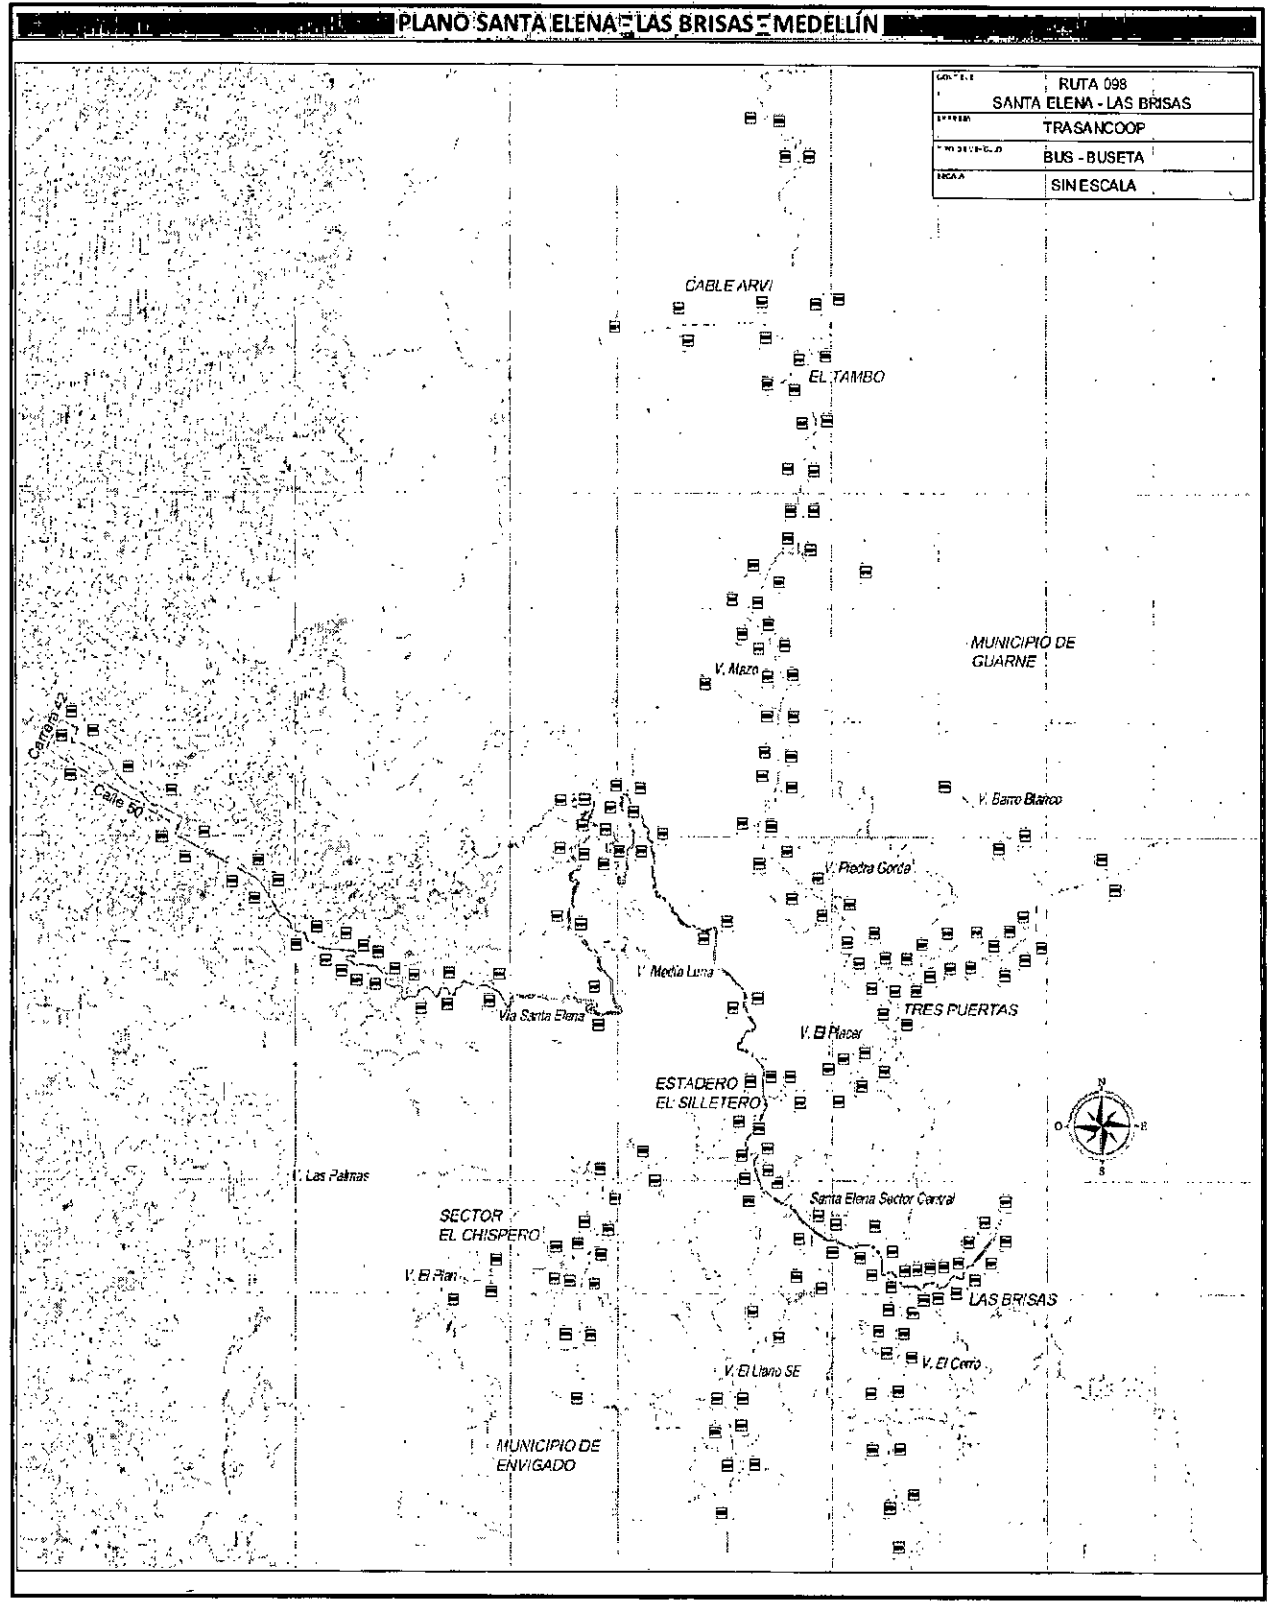 PLANO SANTA ELENA - LAS BRISAS - MEDELLÍN
RUTA 098
SANTA ELENA - LAS BRISAS
TRASANCOOP
BUS - BUSETA
SIN ESCALA
CABLE ARVI
EL TAMBO
MUNICIPIO DE
GUARNE
V. Mazo
Carrera 42
Calle 50
V. Barro Blanco
V. Piedra Gorda
V. Media Luna
Vía Santa Elena
TRES PUERTAS
V. El Placer
ESTADERO
EL SILLETERO
N
O
E
S
V. Las Palmas
Santa Elena Sector Central
SECTOR
EL CHISPERO
V. El Plan
LAS BRISAS
V. El Cerro
V. El Llano SE
MUNICIPIO DE
ENVIGADO